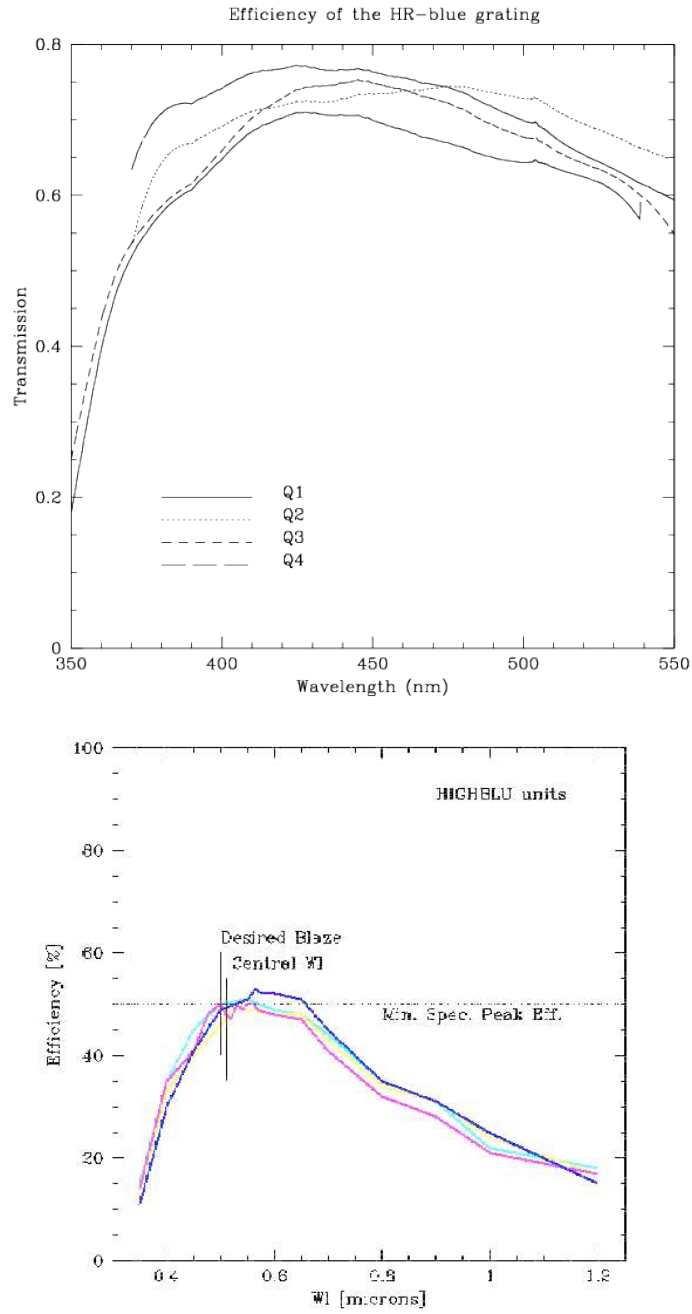 Efficiency of the HR-blue grating
0.8
0.6
0.4
0.2
0
Transmission
Q1
Q2
Q3
Q4
350
400
450
500
550
Wavelength (nm)
100
80
60
40
20
0
Efficiency [%]
HIGHBLU units
Desired Blaze
Central Wl
Min. Spec. Peak Eff.
0.4
0.6
0.8
1
1.2
Wl [microns]